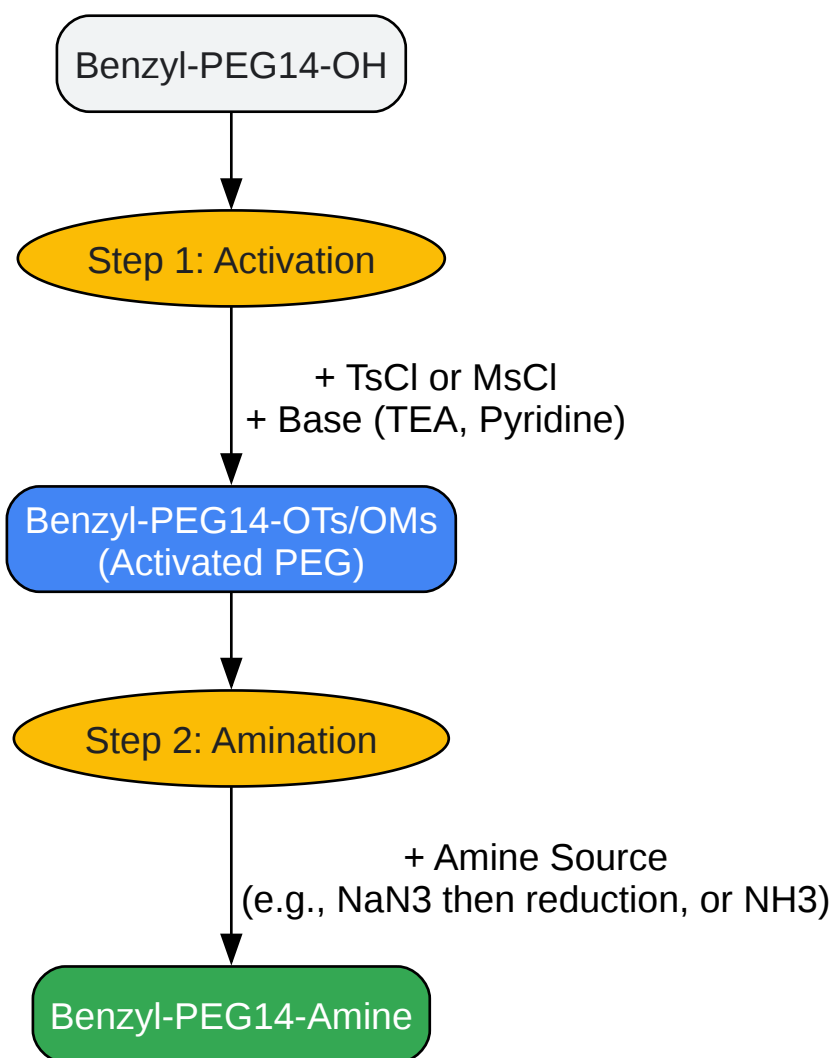 Benzyl-PEG14-OH
Step 1: Activation
+ TsCl or MsCl
+ Base (TEA, Pyridine)
Benzyl-PEG14-OTs/OMs
(Activated PEG)
Step 2: Amination
+ Amine Source
(e.g., NaN3 then reduction, or NH3)
Benzyl-PEG14-Amine